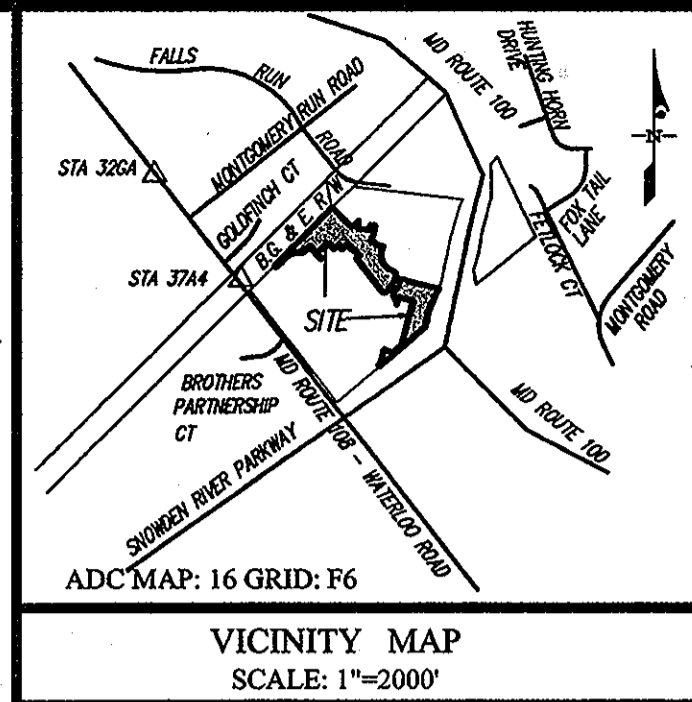 FALLS
RUN
ROAD
MONTGOMERY RUN ROAD
STA 32GA
GOLDFINCH CT
B.G. & E. R/W
STA 37A4
SITE
BROTHERS
PARTNERSHIP
CT
MD ROUTE 108 - WATERLOO ROAD
SNOWDEN RIVER PARKWAY
MD ROUTE 100
HUNTING HORN
DRIVE
-N-
FOX TAIL
LANE
FETLOCK CT
MONTGOMERY
ROAD
MD ROUTE 100
ADC MAP: 16 GRID: F6
VICINITY MAP
SCALE: 1"=2000'